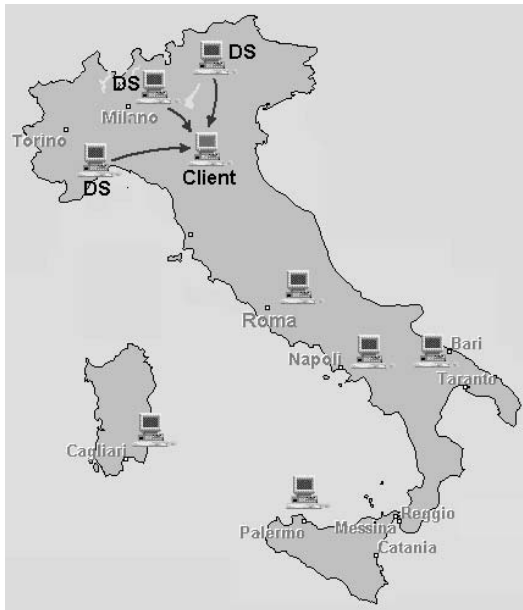 DS
DS
Milano
Torino
DS
Client
Roma
Napoli
Bari
Taranto
Cagliari
Palermo
Messina
Reggio
Catania